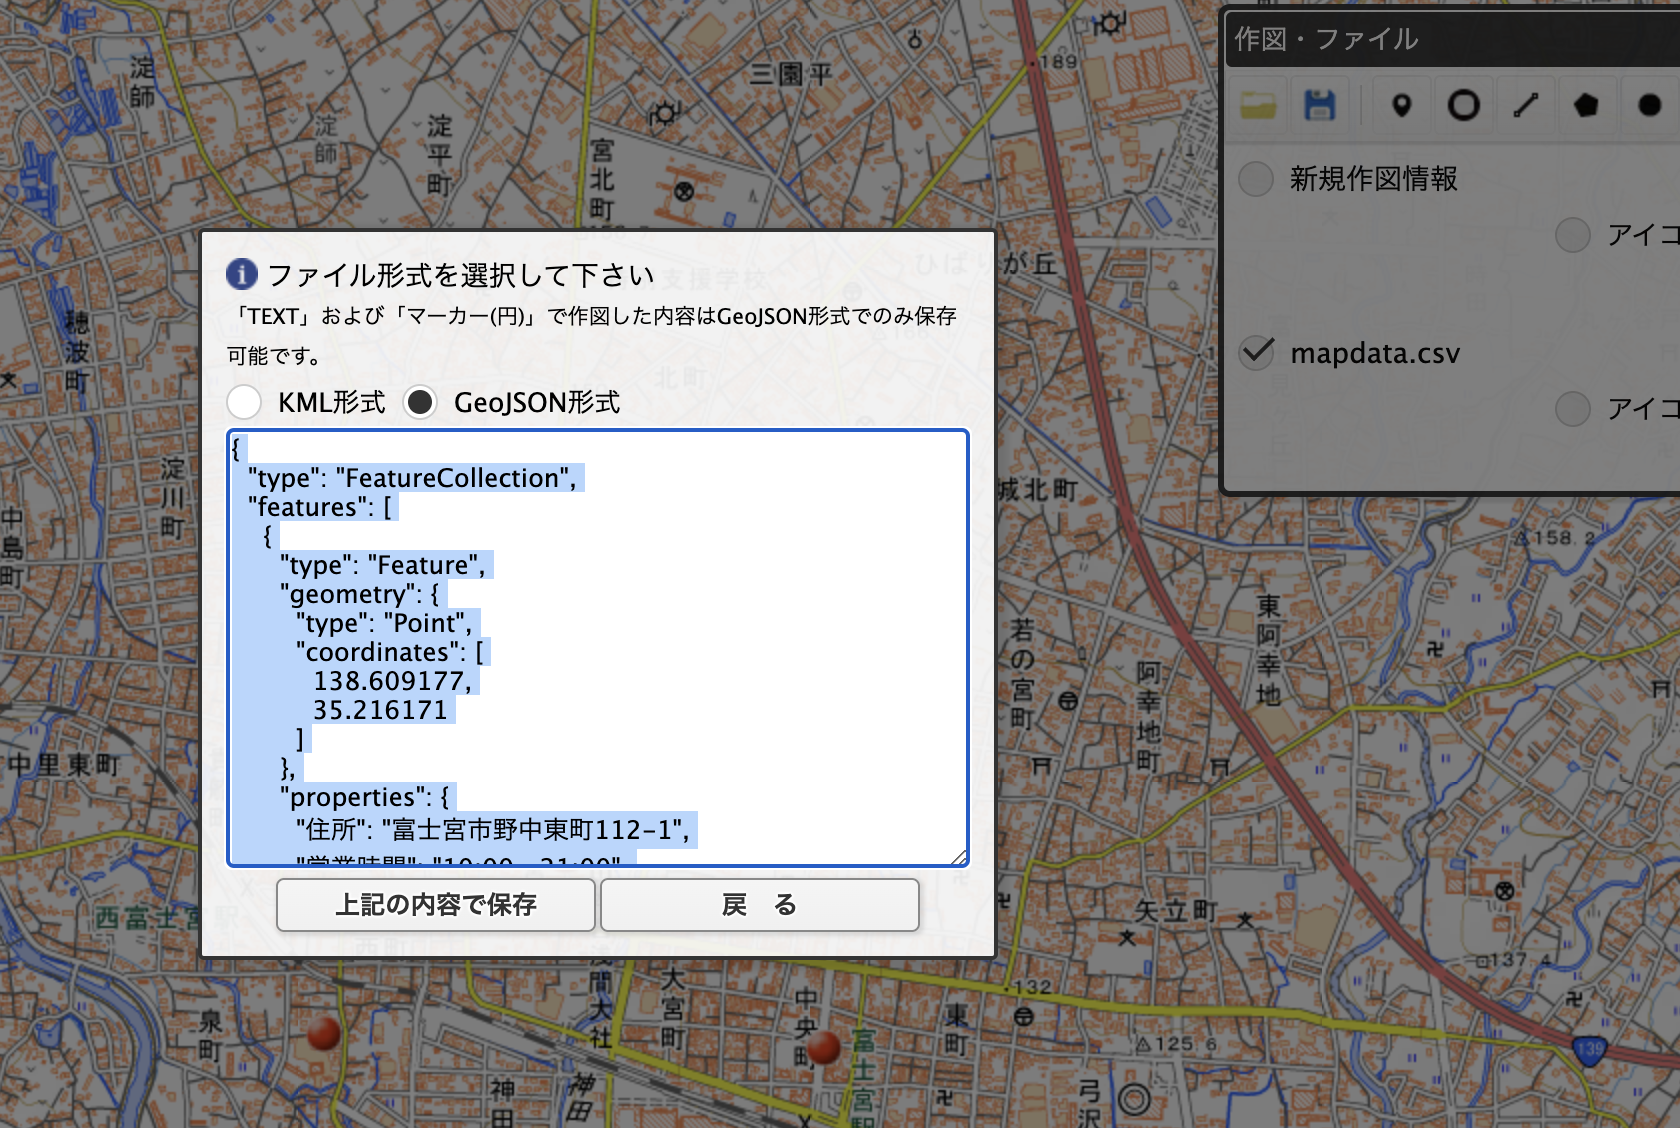 作図・ファイル
新規作図情報
アイコ
mapdata.csv
アイコ
ファイル形式を選択して下さい
「TEXT」および「マーカー(円)」で作図した内容はGeoJSON形式でのみ保存
可能です。
KML形式
GeoJSON形式
{
"type": "FeatureCollection",
"features": [
{
"type": "Feature",
"geometry": {
"type": "Point",
"coordinates": [
138.609177,
35.216171
]
},
"properties": {
"住所": "富士宮市野中東町112-1",
上記の内容で保存
戻　る
淀師
淀師
淀平町
宮北町
三園平
189
支援学校
ひばりが丘
穂波町
北町
淀川町
中島町
城北町
158.2
東阿幸地
若の宮町
阿幸地町
中里東町
西富士宮駅
西町
矢立町
137.4
浅間大社
大宮町
中央町
132
東町
125.6
139
泉町
神田
神田
富士宮駅
弓沢